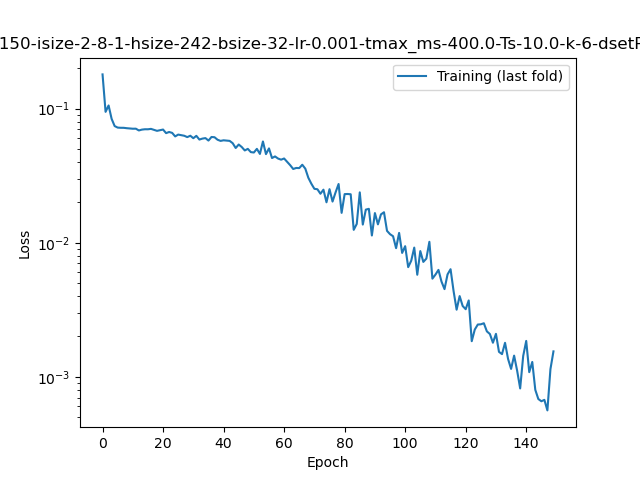 150-isize-2-8-1-hsize-242-bsize-32-lr-0.001-tmax_ms-400.0-Ts-10.0-k-6-dsetF
Training (last fold)
10⁻¹
10⁻²
10⁻³
Loss
0 20 40 60 80 100 120 140
Epoch